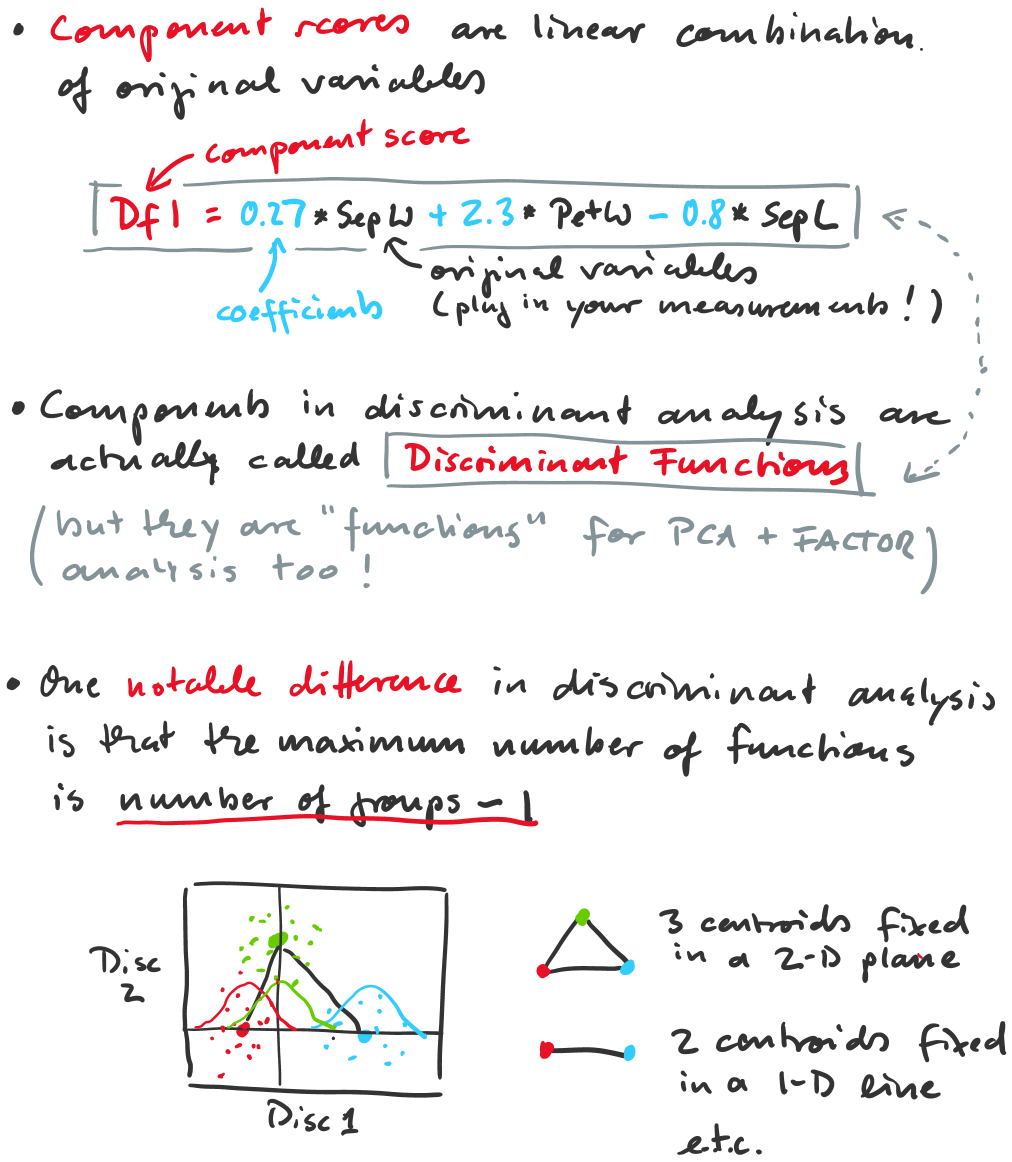 • Component scores are linear combination.
of original variables
component score
Df1 = 0.27 * SepW + 2.3 * PetW - 0.8 * SepL
original variables
coefficients (plug in your measurements!)
• Components in discriminant analysis are
actually called Discriminant Functions
(but they are "functions" for PCA + FACTOR)
analysis too!
• One notable difference in discriminant analysis
is that the maximum number of functions
is number of groups - 1
Disc
2
Disc 1
3 centroids fixed
in a 2-D plane
2 centroids fixed
in a 1-D line
etc.